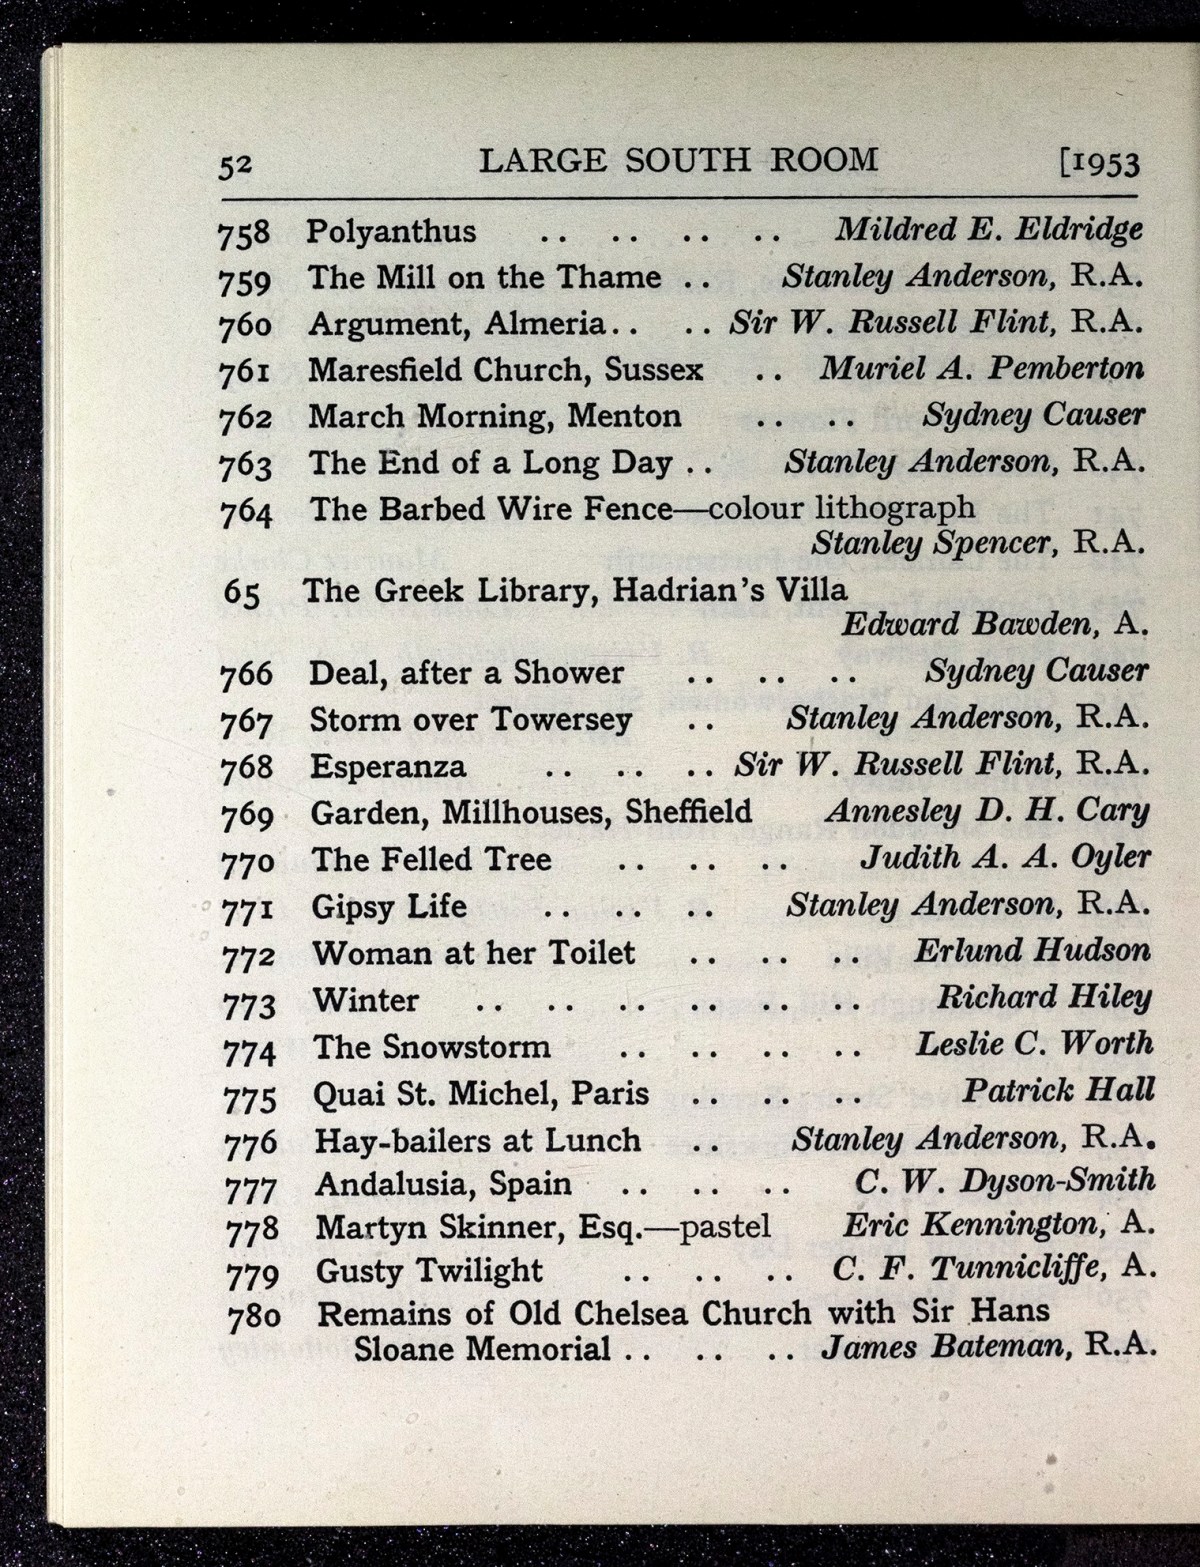 52 LARGE SOUTH ROOM [1953
758 Polyanthus .. .. .. .. Mildred E. Eldridge
759 The Mill on the Thame .. Stanley Anderson, R.A.
760 Argument, Almeria.. .. Sir W. Russell Flint, R.A.
761 Maresfield Church, Sussex .. Muriel A. Pemberton
762 March Morning, Menton .. .. Sydney Causer
763 The End of a Long Day .. Stanley Anderson, R.A.
764 The Barbed Wire Fence—colour lithograph
Stanley Spencer, R.A.
65 The Greek Library, Hadrian's Villa
Edward Bawden, A.
766 Deal, after a Shower .. .. .. Sydney Causer
767 Storm over Towersey .. Stanley Anderson, R.A.
768 Esperanza .. .. .. Sir W. Russell Flint, R.A.
769 Garden, Millhouses, Sheffield Annesley D. H. Cary
770 The Felled Tree .. .. .. Judith A. A. Oyler
771 Gipsy Life .. .. .. Stanley Anderson, R.A.
772 Woman at her Toilet .. .. .. Erlund Hudson
773 Winter .. .. .. .. .. .. Richard Hiley
774 The Snowstorm .. .. .. .. Leslie C. Worth
775 Quai St. Michel, Paris .. .. .. Patrick Hall
776 Hay-bailers at Lunch .. Stanley Anderson, R.A.
777 Andalusia, Spain .. .. .. C. W. Dyson-Smith
778 Martyn Skinner, Esq.—pastel Eric Kennington, A.
779 Gusty Twilight .. .. .. C. F. Tunnicliffe, A.
780 Remains of Old Chelsea Church with Sir Hans
Sloane Memorial .. .. .. James Bateman, R.A.